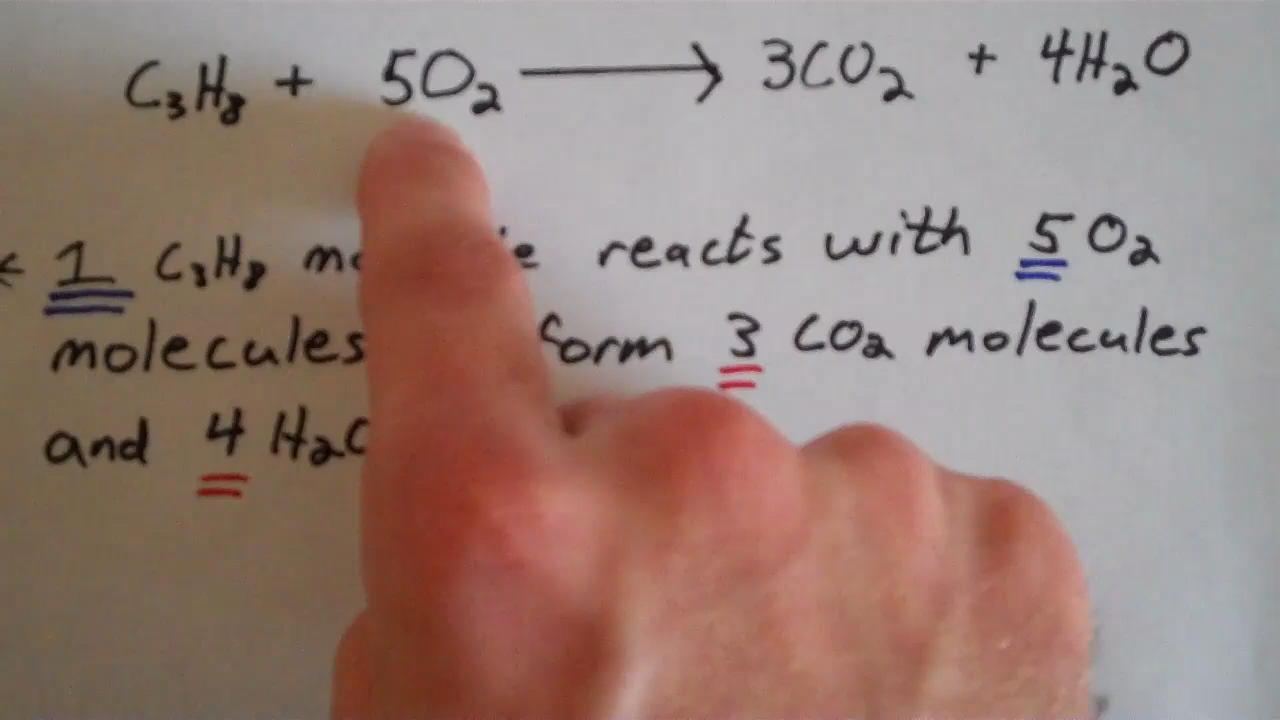 C₃H₈ + 5O₂ → 3CO₂ + 4H₂O
1 C₃H₈ reacts with 5 O₂
molecules form 3 CO₂ molecules
and 4